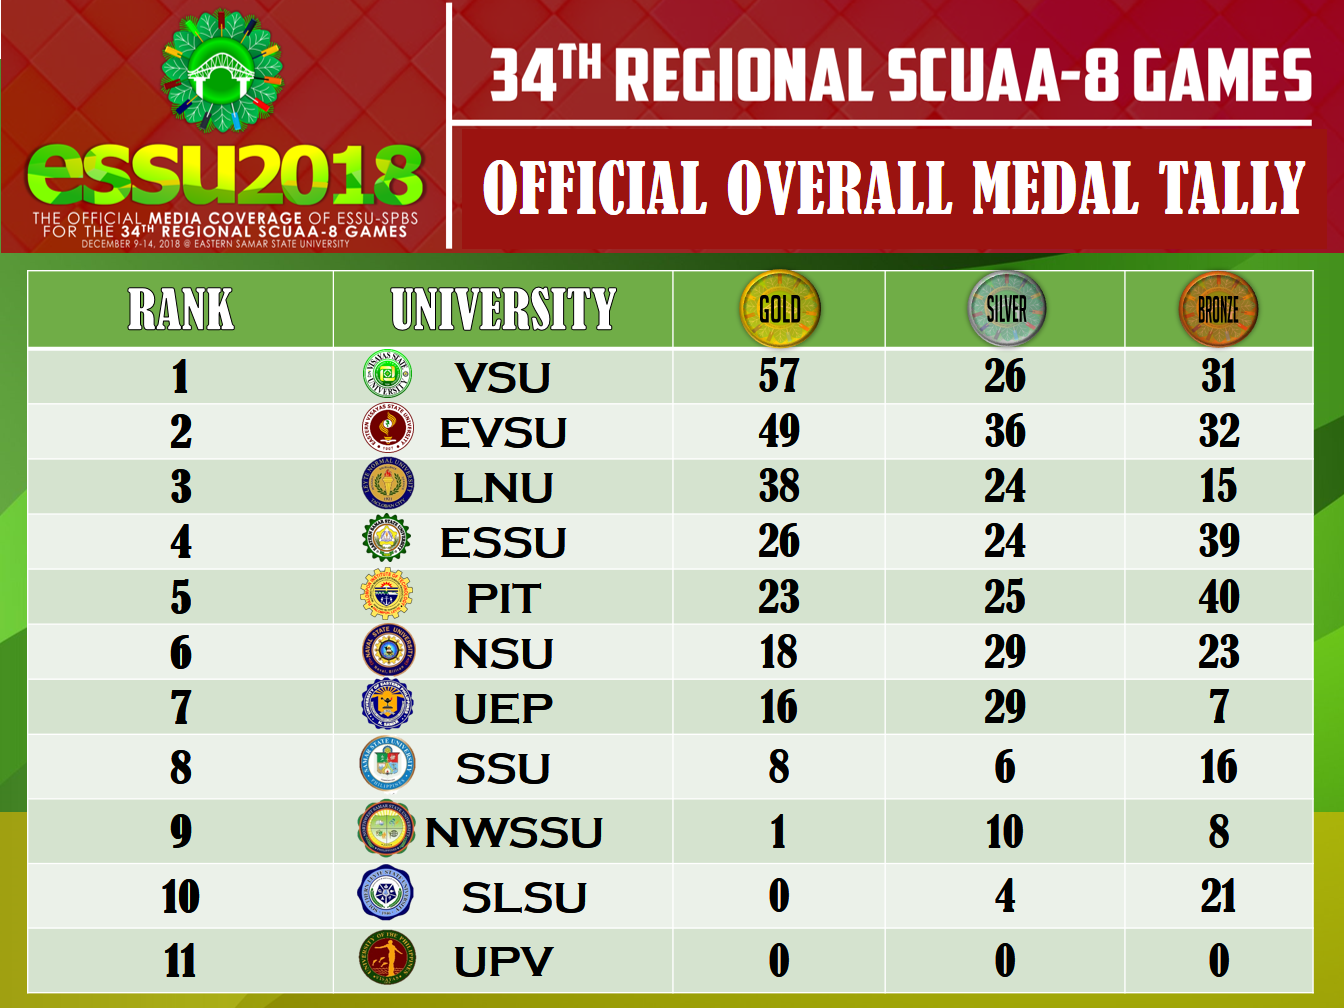 essu2018
THE OFFICIAL MEDIA COVERAGE OF ESSU-SPBS
FOR THE 34TH REGIONAL SCUAA-8 GAMES
DECEMBER 9-14, 2018 @ EASTERN SAMAR STATE UNIVERSITY
34TH REGIONAL SCUAA-8 GAMES
OFFICIAL OVERALL MEDAL TALLY
RANK UNIVERSITY GOLD SILVER BRONZE
1 VSU 57 26 31
2 EVSU 49 36 32
3 LNU 38 24 15
4 ESSU 26 24 39
5 PIT 23 25 40
6 NSU 18 29 23
7 UEP 16 29 7
8 SSU 8 6 16
9 NWSSU 1 10 8
10 SLSU 0 4 21
11 UPV 0 0 0